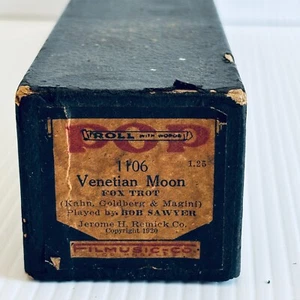 POP
ROLL WITH WORDS
1106 1.25
Venetian Moon
FOX TROT
(Kahn, Goldberg & Magini)
Played by BOB SAWYER
Jerome H. Remick Co.
Copyright 1920
FILMUSIC-CO.